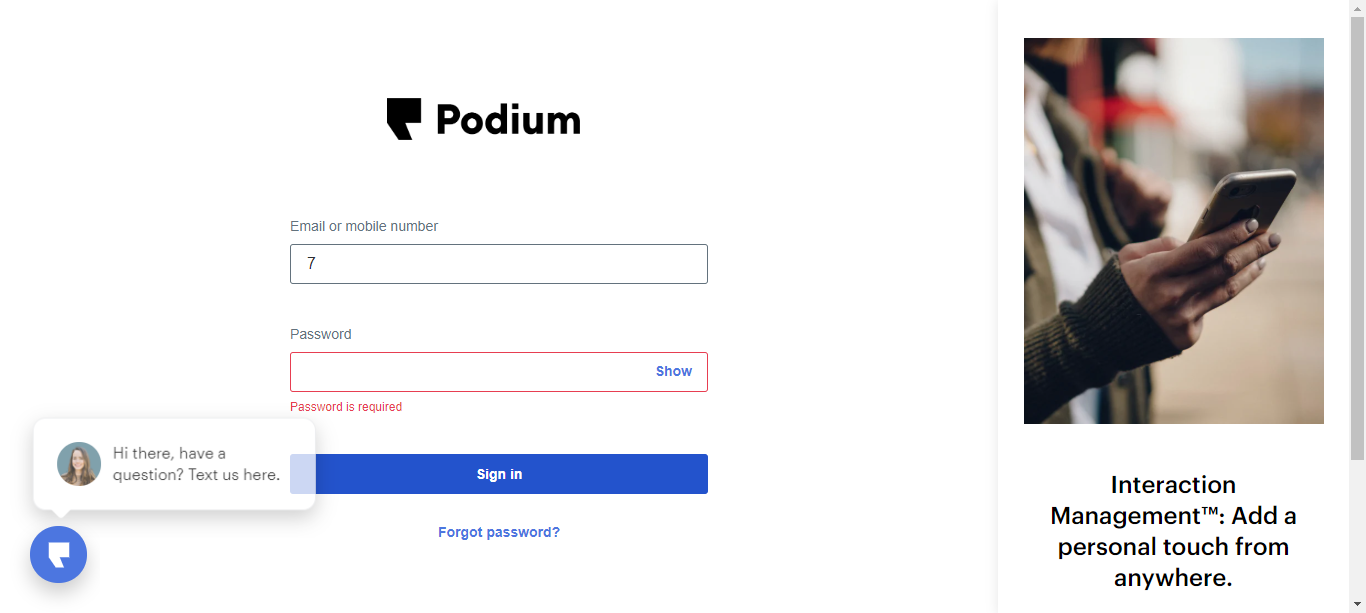 Podium
Email or mobile number
7
Password
Show
Password is required
Hi there, have a
question? Text us here.
Sign in
Forgot password?
Interaction
Management™: Add a
personal touch from
anywhere.